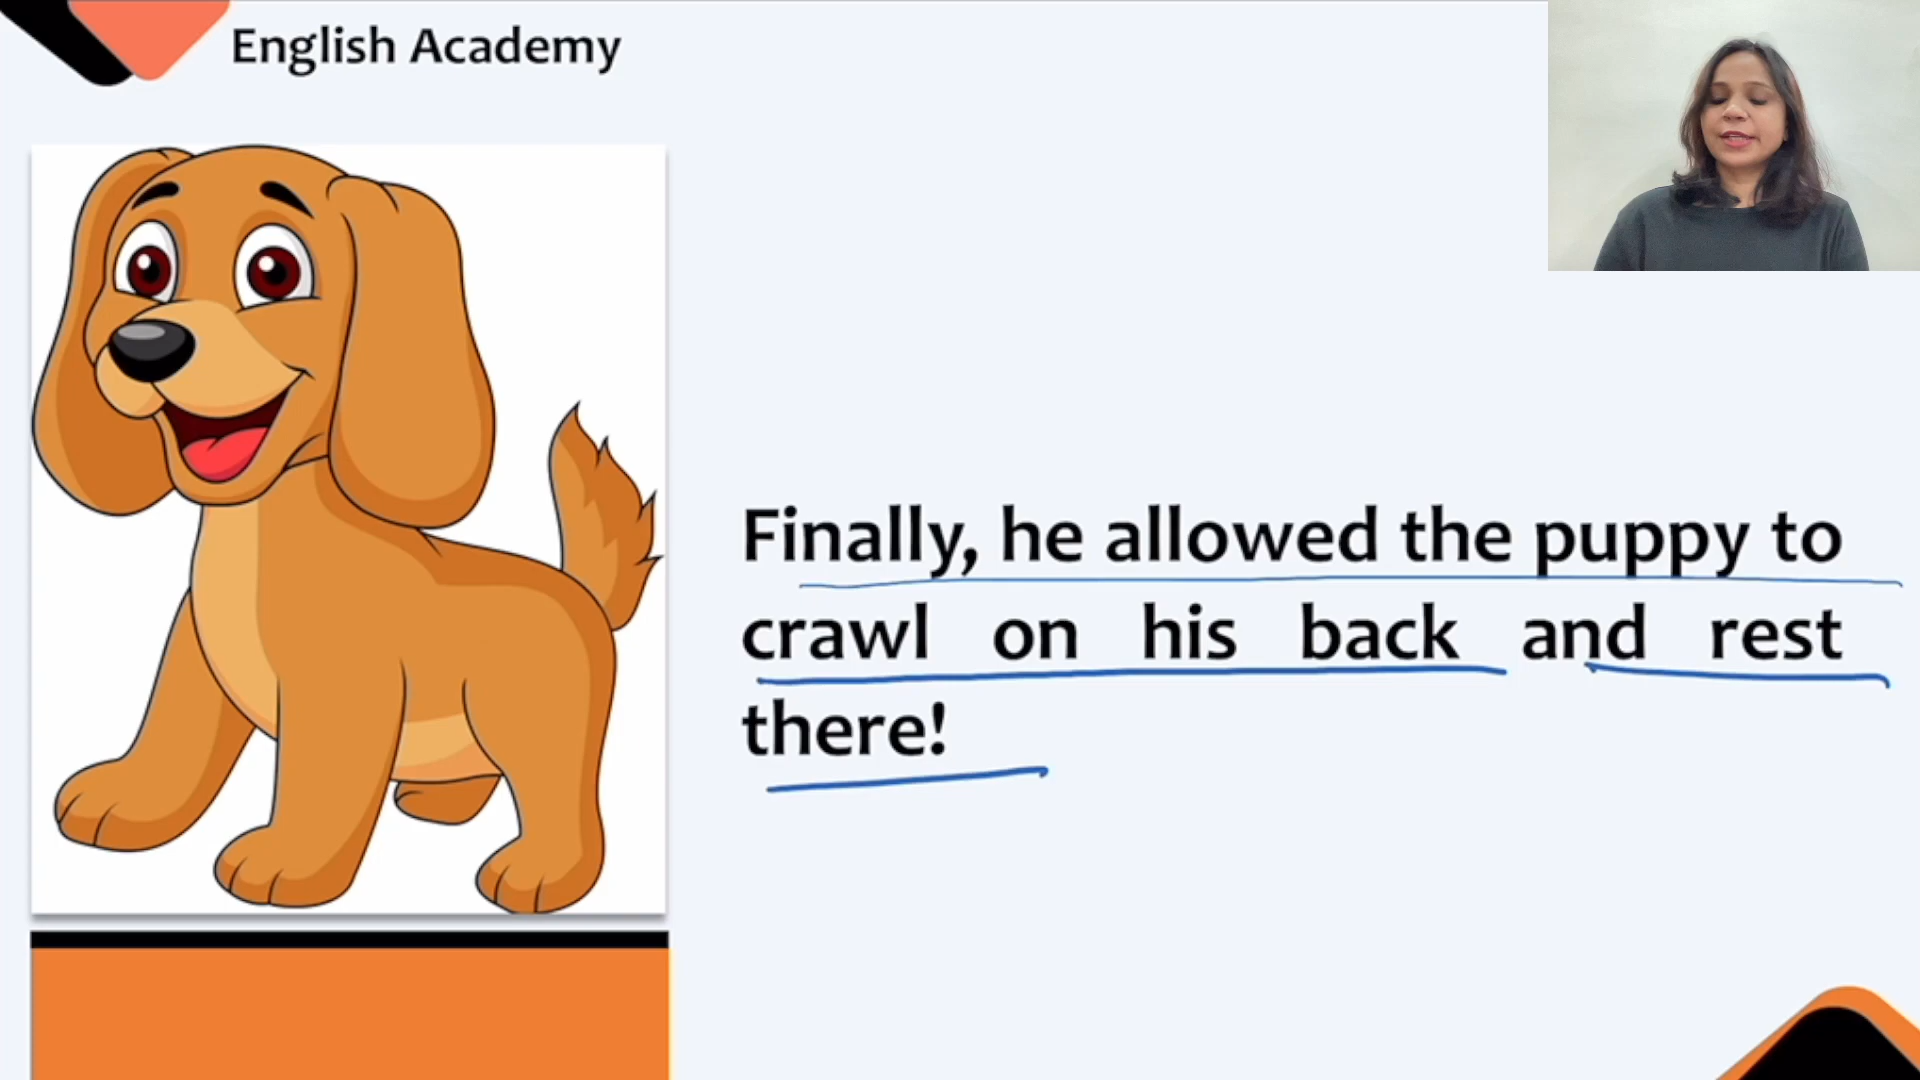 English Academy
Finally, he allowed the puppy to
crawl on his back and rest
there!